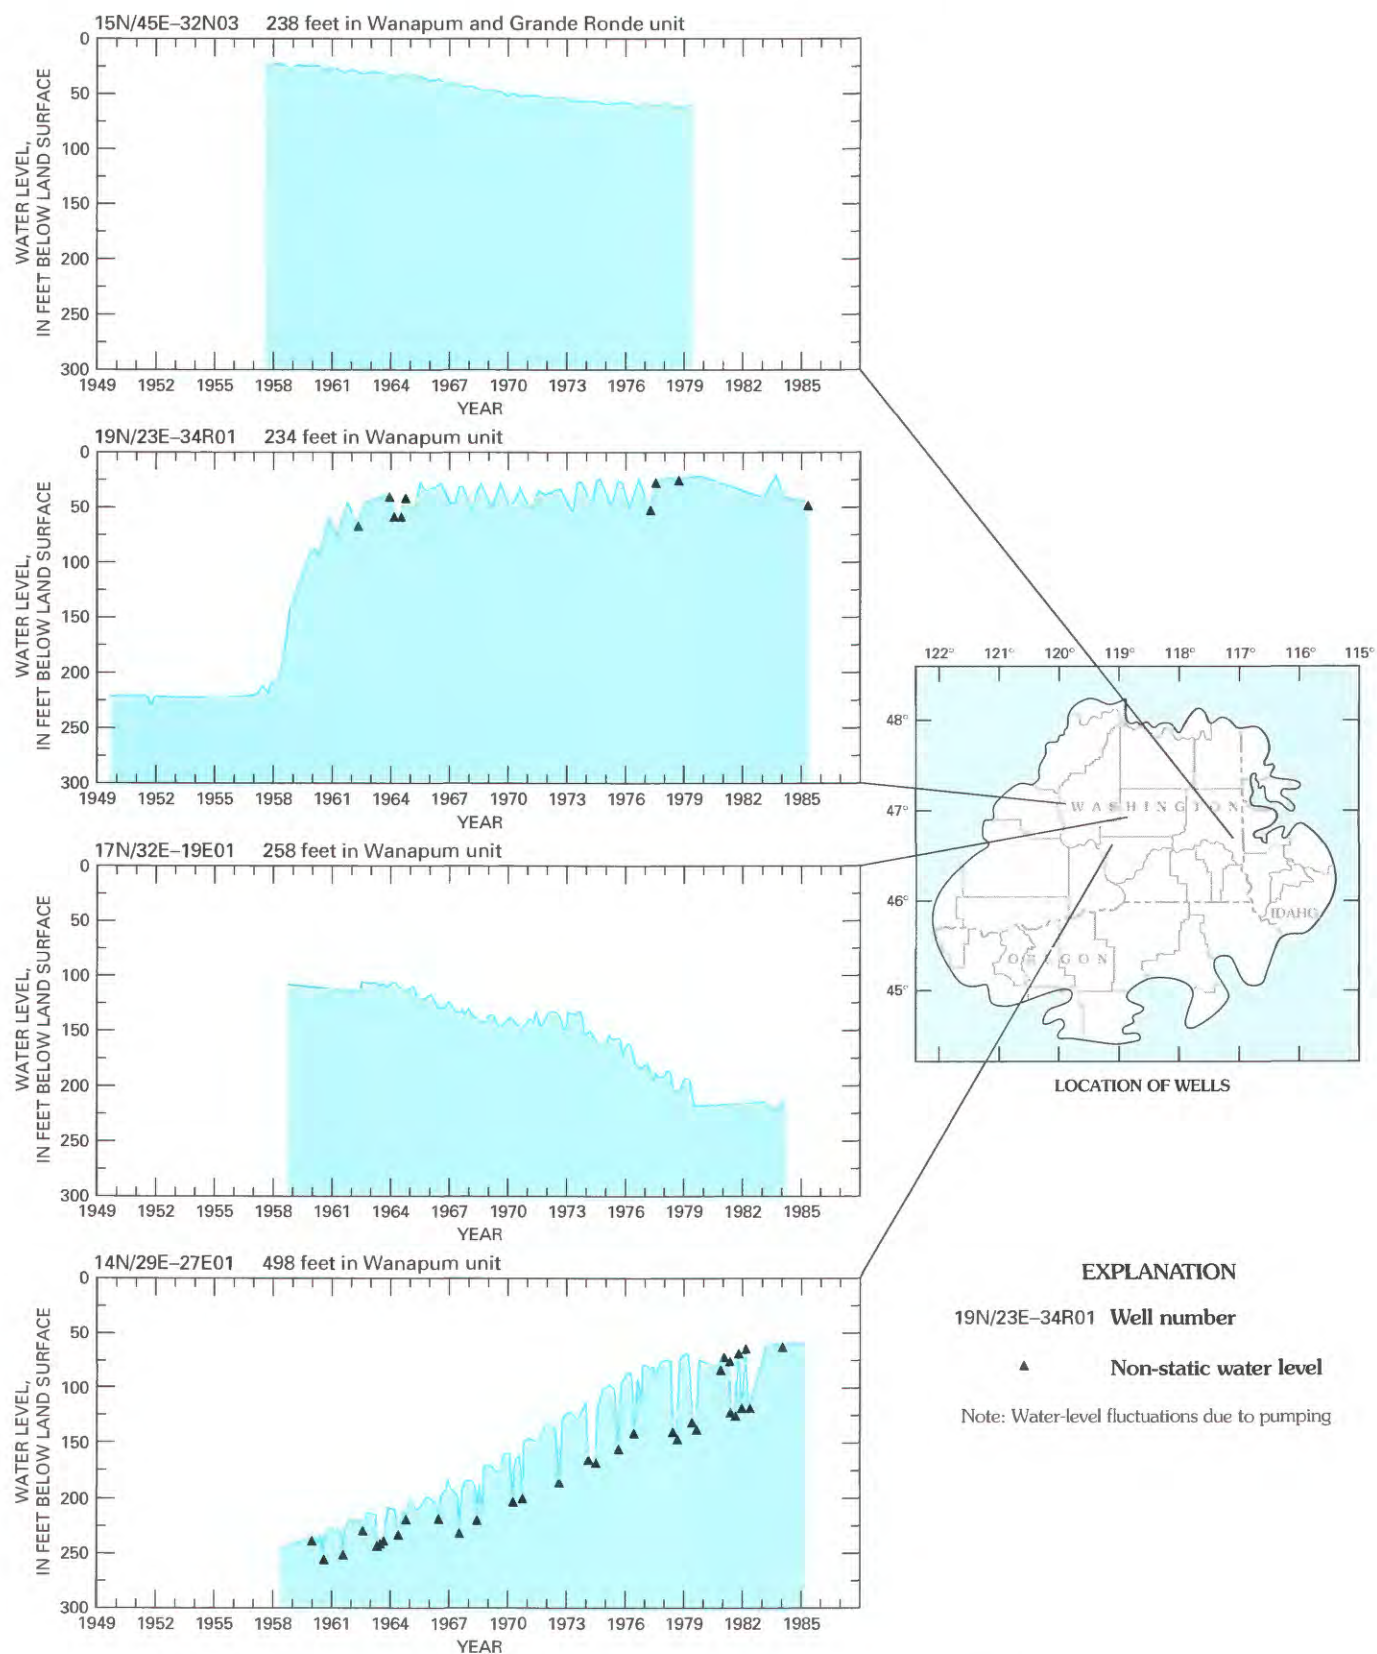 15N/45E–32N03 238 feet in Wanapum and Grande Ronde unit
WATER LEVEL,
IN FEET BELOW LAND SURFACE
0
50
100
150
200
250
300
1949 1952 1955 1958 1961 1964 1967 1970 1973 1976 1979 1982 1985
YEAR
19N/23E–34R01 234 feet in Wanapum unit
WATER LEVEL,
IN FEET BELOW LAND SURFACE
0
50
100
150
200
250
300
1949 1952 1955 1958 1961 1964 1967 1970 1973 1976 1979 1982 1985
YEAR
17N/32E–19E01 258 feet in Wanapum unit
WATER LEVEL,
IN FEET BELOW LAND SURFACE
0
50
100
150
200
250
300
1949 1952 1955 1958 1961 1964 1967 1970 1973 1976 1979 1982 1985
YEAR
14N/29E–27E01 498 feet in Wanapum unit
WATER LEVEL,
IN FEET BELOW LAND SURFACE
0
50
100
150
200
250
300
1949 1952 1955 1958 1961 1964 1967 1970 1973 1976 1979 1982 1985
YEAR
122° 121° 120° 119° 118° 117° 116° 115°
48°
47°
46°
45°
WASHINGTON
IDAHO
OREGON
LOCATION OF WELLS
EXPLANATION
19N/23E–34R01 Well number
Non-static water level
Note: Water-level fluctuations due to pumping